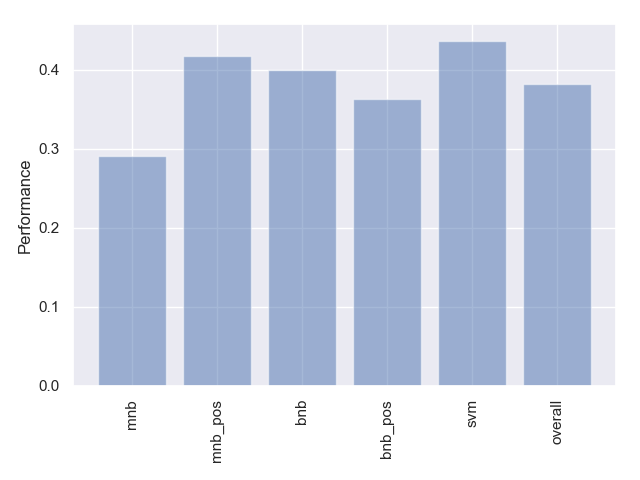 Performance
0.4
0.3
0.2
0.1
0.0
mnb
mnb_pos
bnb
bnb_pos
svm
overall